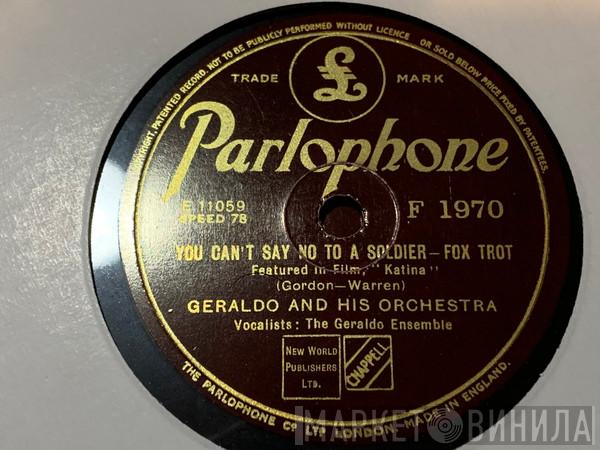 COPYRIGHT. PATENTED RECORD. NOT TO BE PUBLICLY PERFORMED WITHOUT LICENCE OR SOLD BELOW PRICE FIXED BY PATENTEES.
TRADE MARK
£
Parlophone
E.11059
SPEED 78
F 1970
YOU CAN'T SAY NO TO A SOLDIER – FOX TROT
Featured in Film, "Katina"
(Gordon–Warren)
GERALDO AND HIS ORCHESTRA
Vocalists: The Geraldo Ensemble
NEW WORLD
PUBLISHERS
LTD.
CHAPPELL
THE PARLOPHONE CO LTD LONDON. MADE IN ENGLAND.
МАРКЕТ ВИНИЛА